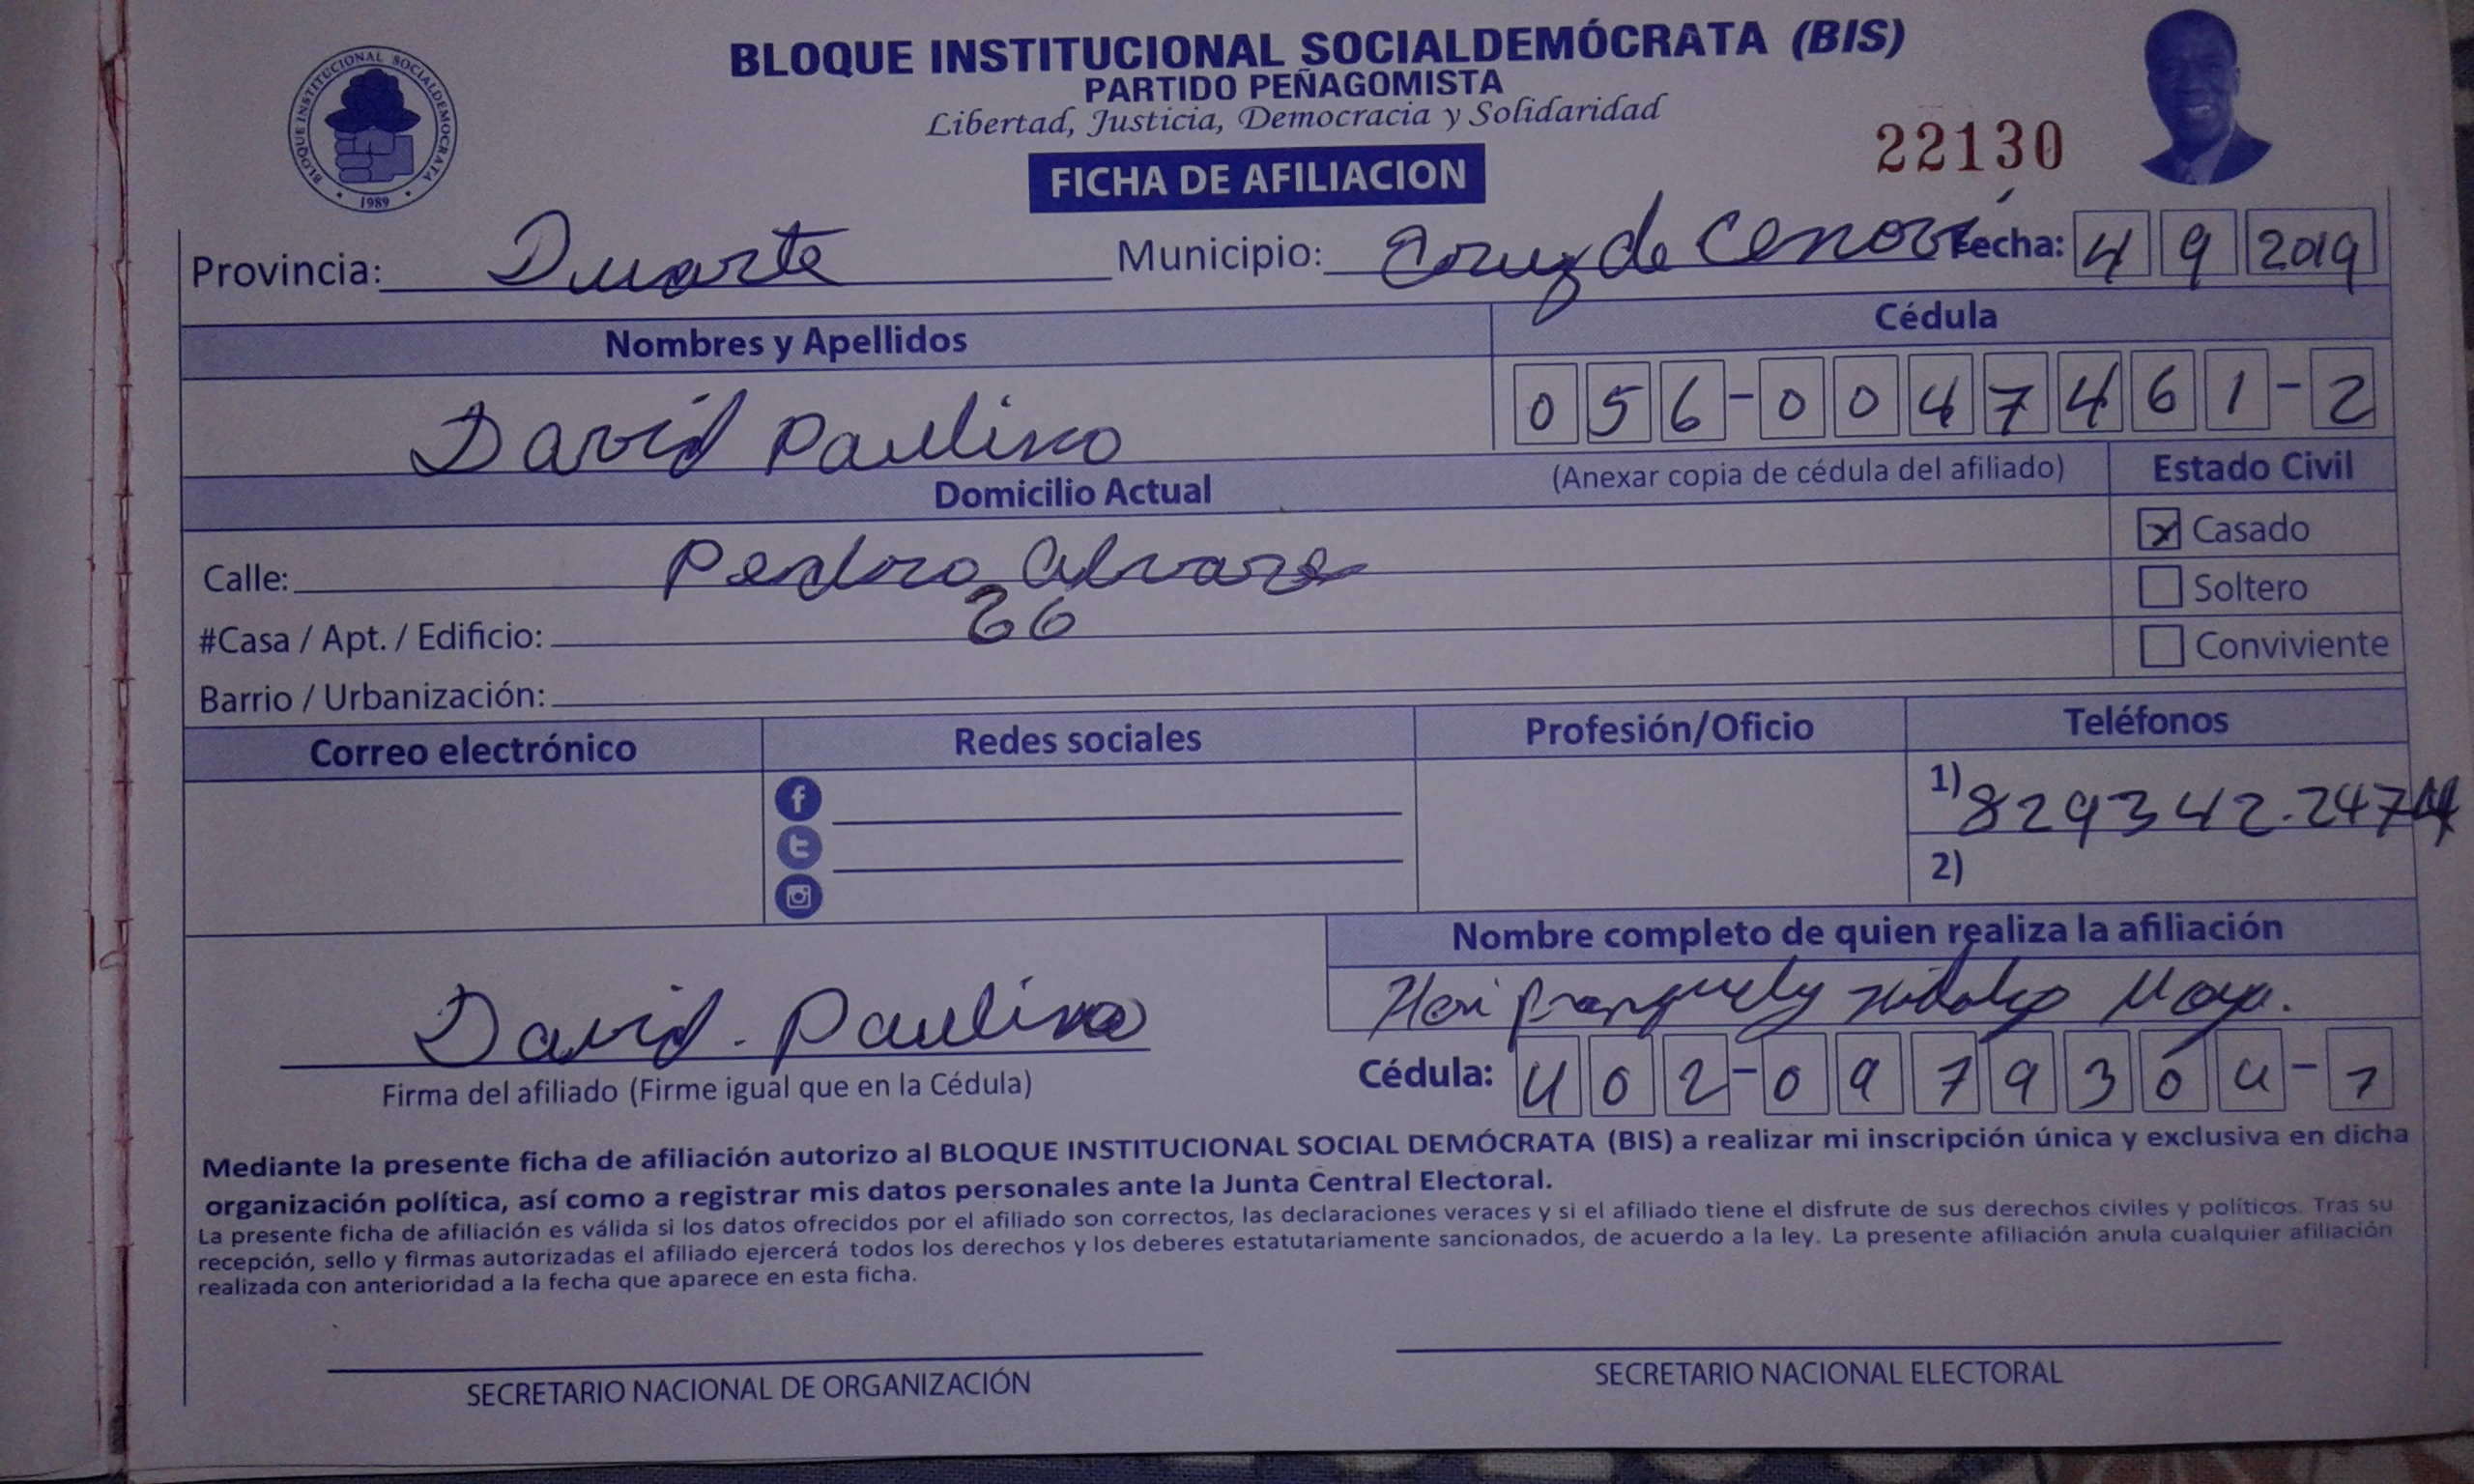 BLOQUE INSTITUCIONAL SOCIALDEMÓCRATA (BIS)
PARTIDO PEÑAGOMISTA
Libertad, Justicia, Democracia y Solidaridad
BLOQUE INSTITUCIONAL SOCIALDEMOCRATA
1989
22130
FICHA DE AFILIACION
Provincia: Duarte Municipio: Cruz de Cenoví Fecha: 4 9 2019
Nombres y Apellidos Cédula
David Paulino 056-0047461-2
Domicilio Actual (Anexar copia de cédula del afiliado) Estado Civil
Calle: Pedro Alvare x Casado
#Casa / Apt. / Edificio: 26 Soltero
Barrio / Urbanización: Conviviente
Correo electrónico Redes sociales Profesión/Oficio Teléfonos
1) 829342.2474
2)
Nombre completo de quien realiza la afiliación
David. Paulino Moya.
Firma del afiliado (Firme igual que en la Cédula) Cédula: 402-0979304-7
Mediante la presente ficha de afiliación autorizo al BLOQUE INSTITUCIONAL SOCIAL DEMÓCRATA (BIS) a realizar mi inscripción única y exclusiva en dicha
organización política, así como a registrar mis datos personales ante la Junta Central Electoral.
La presente ficha de afiliación es válida si los datos ofrecidos por el afiliado son correctos, las declaraciones veraces y si el afiliado tiene el disfrute de sus derechos civiles y políticos. Tras su
recepción, sello y firmas autorizadas el afiliado ejercerá todos los derechos y los deberes estatutariamente sancionados, de acuerdo a la ley. La presente afiliación anula cualquier afiliación
realizada con anterioridad a la fecha que aparece en esta ficha.
SECRETARIO NACIONAL DE ORGANIZACIÓN SECRETARIO NACIONAL ELECTORAL